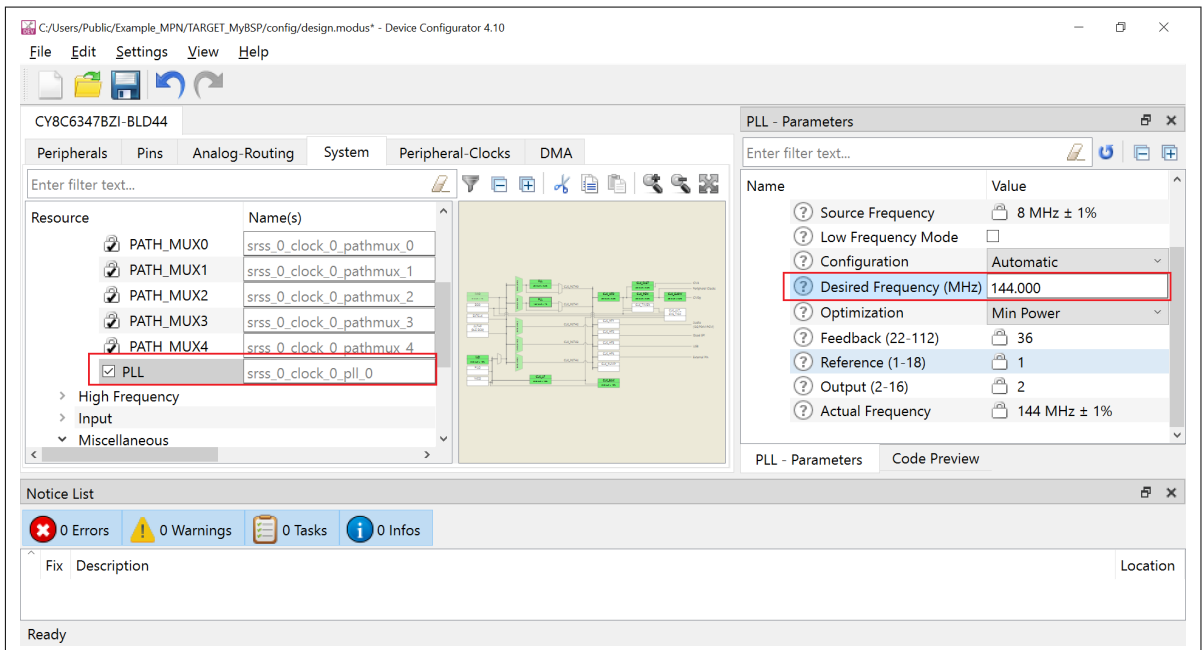 C:/Users/Public/Example_MPN/TARGET_MyBSP/config/design.modus* - Device Configurator 4.10
File Edit Settings View Help
CY8C6347BZI-BLD44
Peripherals Pins Analog-Routing System Peripheral-Clocks DMA
Enter filter text...
Resource Name(s)
PATH_MUX0 srss_0_clock_0_pathmux_0
PATH_MUX1 srss_0_clock_0_pathmux_1
PATH_MUX2 srss_0_clock_0_pathmux_2
PATH_MUX3 srss_0_clock_0_pathmux_3
PATH_MUX4 srss_0_clock_0_pathmux_4
PLL srss_0_clock_0_pll_0
High Frequency
Input
Miscellaneous
PLL - Parameters
Enter filter text...
Name Value
Source Frequency 8 MHz ± 1%
Low Frequency Mode
Configuration Automatic
Desired Frequency (MHz) 144.000
Optimization Min Power
Feedback (22-112) 36
Reference (1-18) 1
Output (2-16) 2
Actual Frequency 144 MHz ± 1%
PLL - Parameters Code Preview
Notice List
0 Errors 0 Warnings 0 Tasks 0 Infos
Fix Description Location
Ready